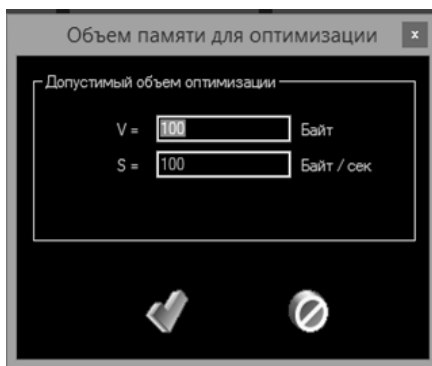 Объем памяти для оптимизации x
Допустимый объем оптимизации
V = 100 Байт
S = 100 Байт / сек